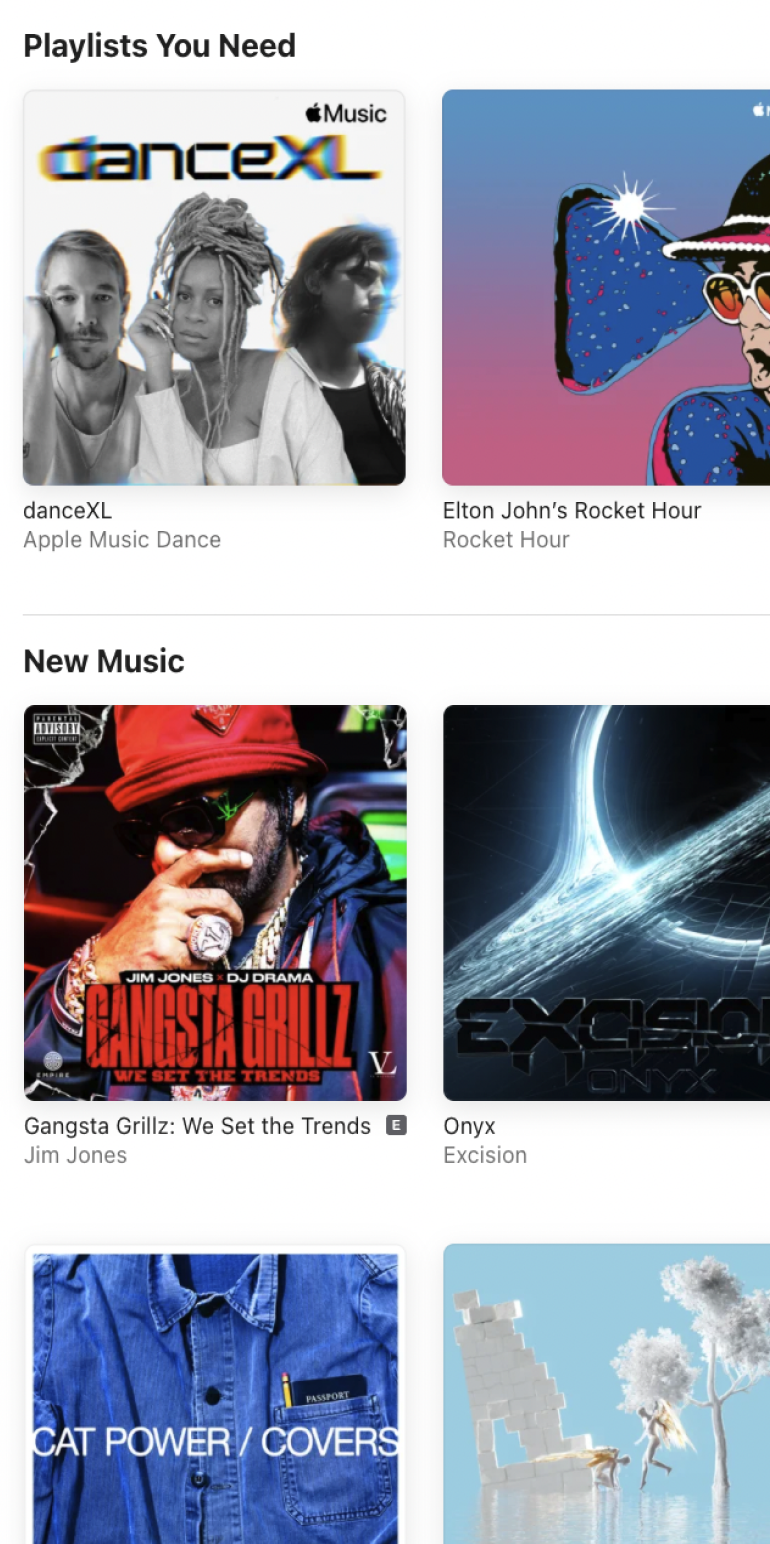 Playlists You Need
Music
danceXL
danceXL
Apple Music Dance
Elton John’s Rocket Hour
Rocket Hour
New Music
PARENTAL
ADVISORY
EXPLICIT CONTENT
JIM JONES × DJ DRAMA
GANGSTA GRILLZ
WE SET THE TRENDS
EMPIRE
VL
EXCISIO
ONYX
Gangsta Grillz: We Set the Trends E
Jim Jones
Onyx
Excision
PASSPORT
CAT POWER / COVERS